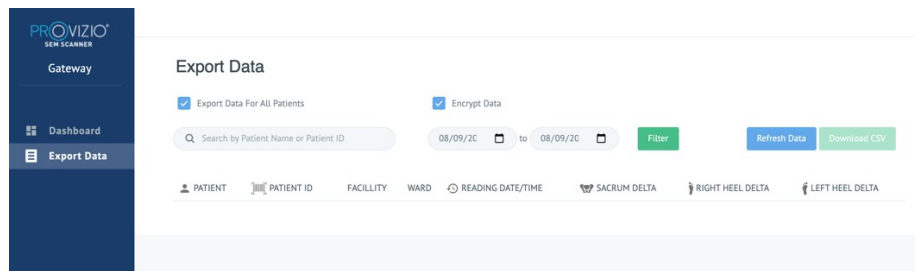 PROVIZIO®
SEM SCANNER
Gateway
Dashboard
Export Data
Export Data
Export Data For All Patients
Encrypt Data
Search by Patient Name or Patient ID
08/09/20 to 08/09/20
Filter
Refresh Data
Download CSV
PATIENT PATIENT ID FACILLITY WARD READING DATE/TIME SACRUM DELTA RIGHT HEEL DELTA LEFT HEEL DELTA